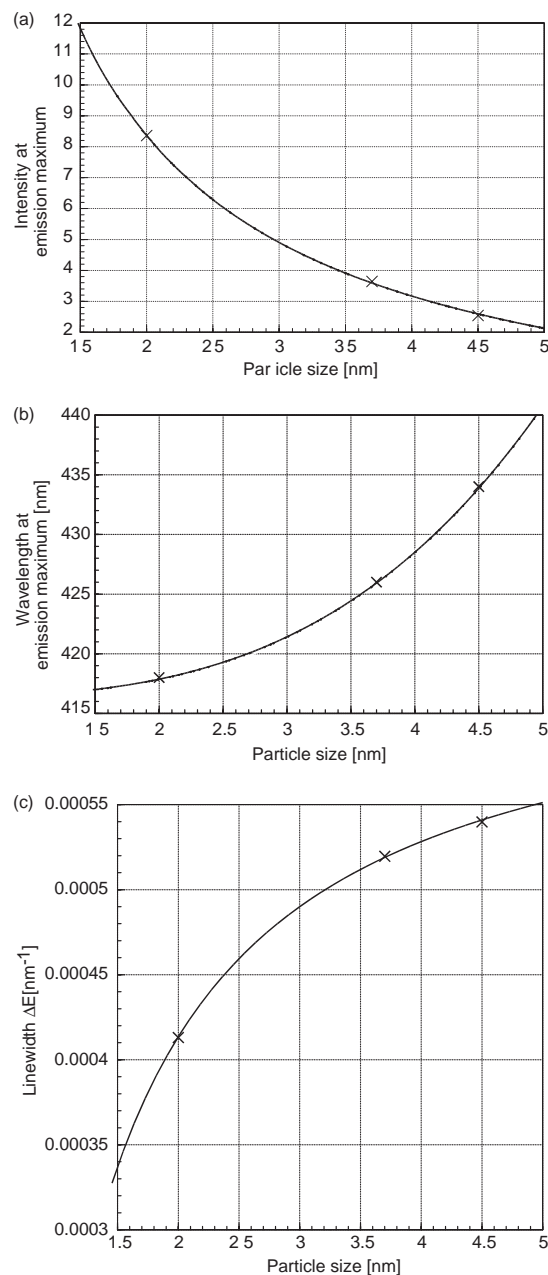 (a)
12
11
10
9
8
7
6
5
4
3
2
Intensity at
emission maximum
1 5 2 2 5 3 3.5 4 4 5 5
Par icle size [nm]
(b)
440
435
430
425
420
415
Wavelength at
emission maximum [nm]
1 5 2 2.5 3 3.5 4 4.5 5
Particle size [nm]
(c)
0.00055
0.0005
0.00045
0.0004
0.00035
0.0003
Linewidth ΔE[nm⁻¹]
1.5 2 2 5 3 3.5 4 4.5 5
Particle size [nm]